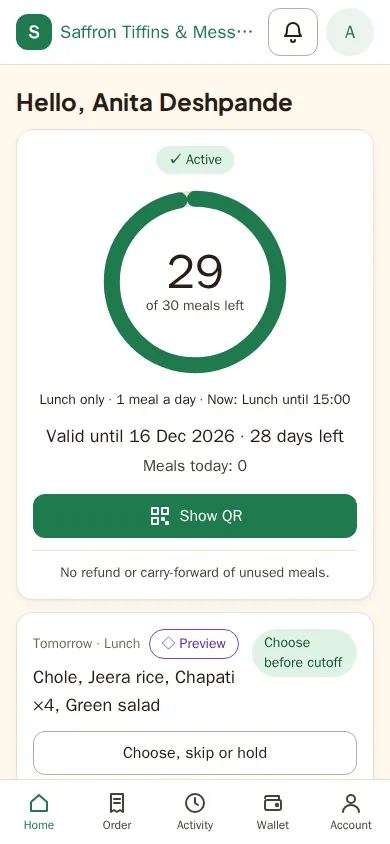 S Saffron Tiffins & Mess··· A
Hello, Anita Deshpande
✓ Active
29
of 30 meals left
Lunch only · 1 meal a day · Now: Lunch until 15:00
Valid until 16 Dec 2026 · 28 days left
Meals today: 0
Show QR
No refund or carry-forward of unused meals.
Tomorrow · Lunch ◇ Preview
Choose
before cutoff
Chole, Jeera rice, Chapati
×4, Green salad
Choose, skip or hold
Home Order Activity Wallet Account